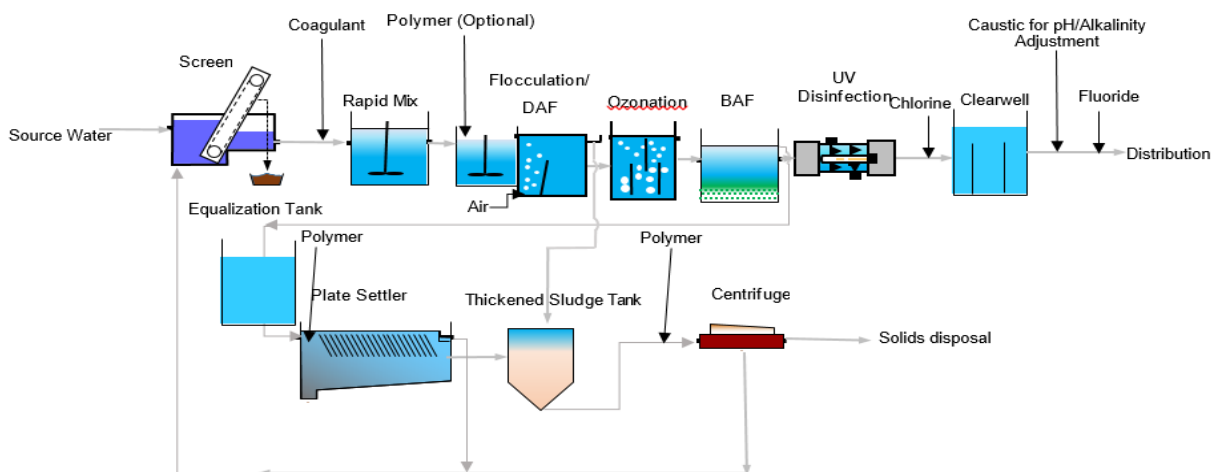 Coagulant
Polymer (Optional)
Caustic for pH/Alkalinity
Adjustment
Screen
Flocculation/
DAF
UV
Disinfection
Rapid Mix
Ozonation
BAF
Chlorine
Clearwell
Fluoride
Source Water
Distribution
Air
Equalization Tank
Polymer
Polymer
Plate Settler
Thickened Sludge Tank
Centrifuge
Solids disposal